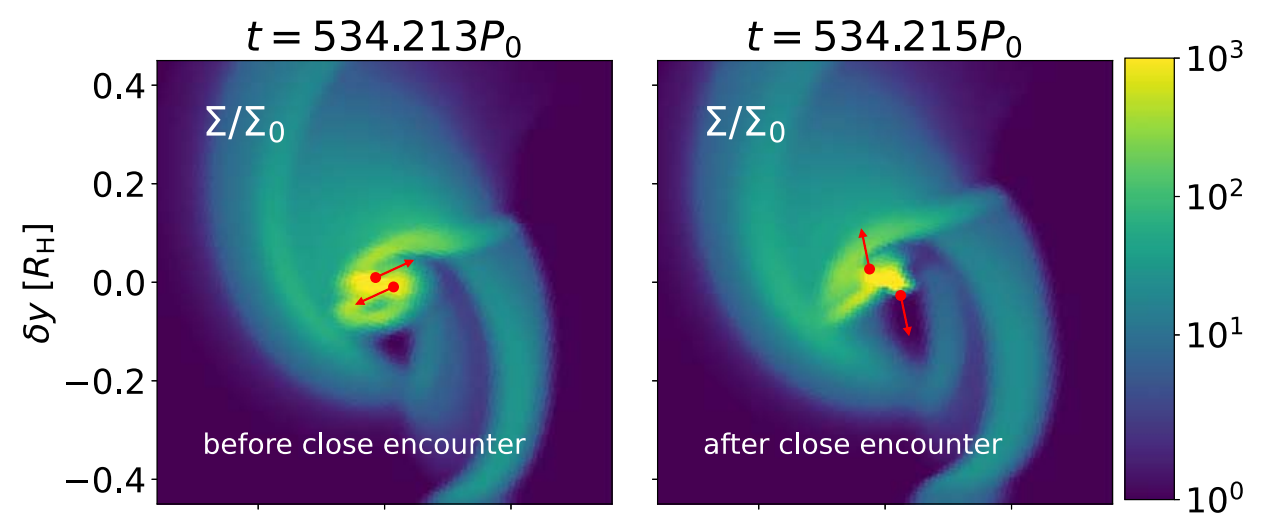 t = 534.213P₀
t = 534.215P₀
Σ/Σ₀
Σ/Σ₀
before close encounter
after close encounter
δy [R_H]
0.4
0.2
0.0
−0.2
−0.4
10³
10²
10¹
10⁰